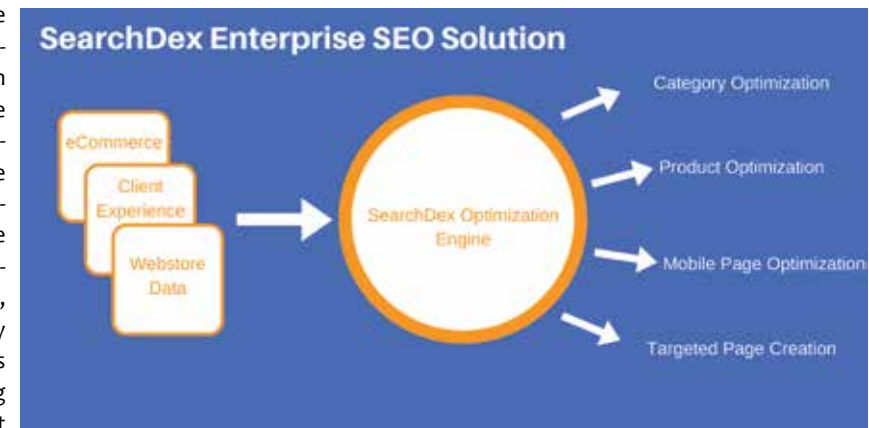 SearchDex Enterprise SEO Solution
eCommerce
Client
Experience
Webstore
Data
SearchDex Optimization
Engine
Category Optimization
Product Optimization
Mobile Page Optimization
Targeted Page Creation